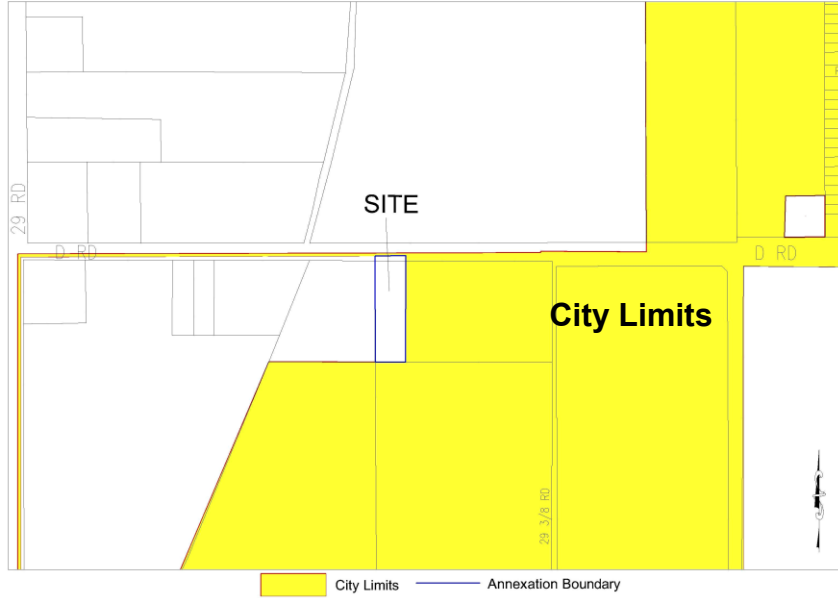 29 RD
SITE
D RD
D RD
City Limits
29 3/8 RD
City Limits
Annexation Boundary